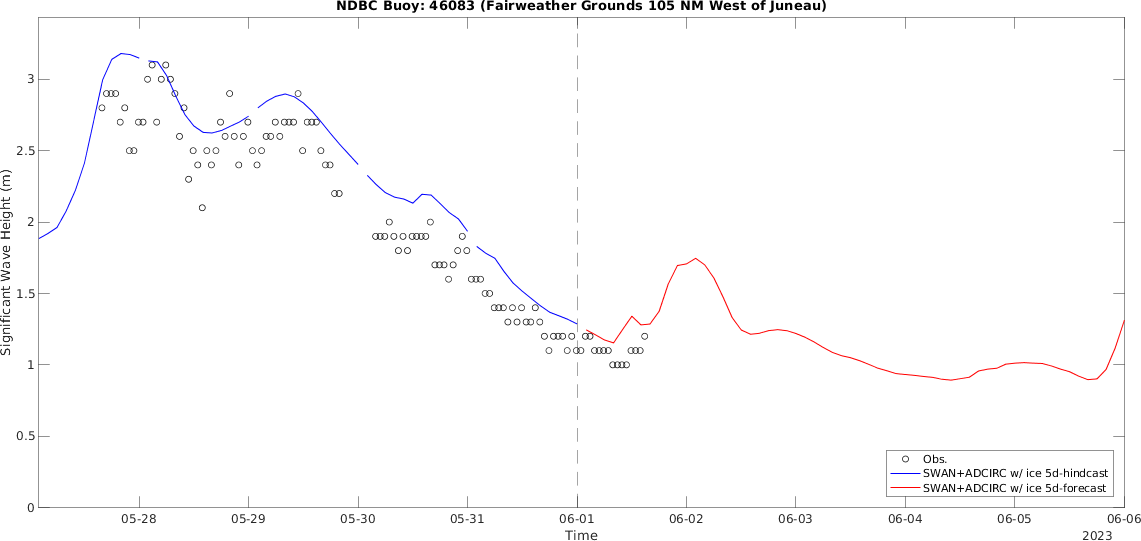 NDBC Buoy: 46083 (Fairweather Grounds 105 NM West of Juneau)
Significant Wave Height (m)
3
2.5
2
1.5
1
0.5
0
Obs.
SWAN+ADCIRC w/ ice 5d-hindcast
SWAN+ADCIRC w/ ice 5d-forecast
05-28 05-29 05-30 05-31 06-01 06-02 06-03 06-04 06-05 06-06
Time
2023